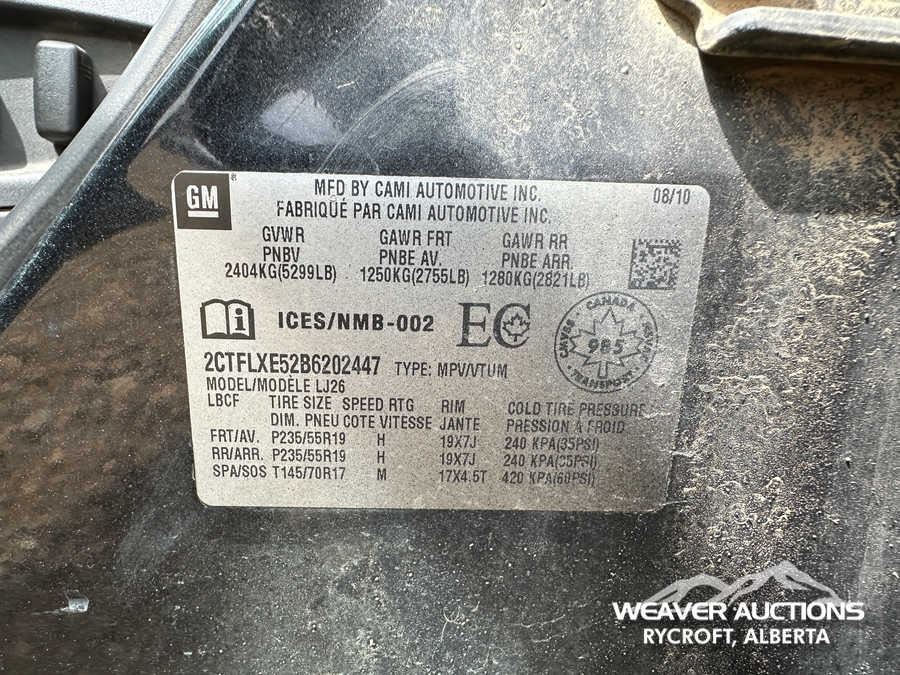 GM®
MFD BY CAMI AUTOMOTIVE INC.
FABRIQUÉ PAR CAMI AUTOMOTIVE INC.
08/10
GVWR GAWR FRT GAWR RR
PNBV PNBE AV. PNBE ARR.
2404KG(5299LB) 1250KG(2755LB) 1280KG(2821LB)
ICES/NMB-002 EC
CANADA
985
TRANSPORT
2CTFLXE52B6202447 TYPE: MPV/VTUM
MODEL/MODÈLE LJ26
LBCF TIRE SIZE SPEED RTG RIM COLD TIRE PRESSURE
DIM. PNEU COTE VITESSE JANTE PRESSION A FROID
FRT/AV. P235/55R19 H 19X7J 240 KPA(35PSI)
RR/ARR. P235/55R19 H 19X7J 240 KPA(35PSI)
SPA/SOS T145/70R17 M 17X4.5T 420 KPA(60PSI)
WEAVER AUCTIONS
RYCROFT, ALBERTA